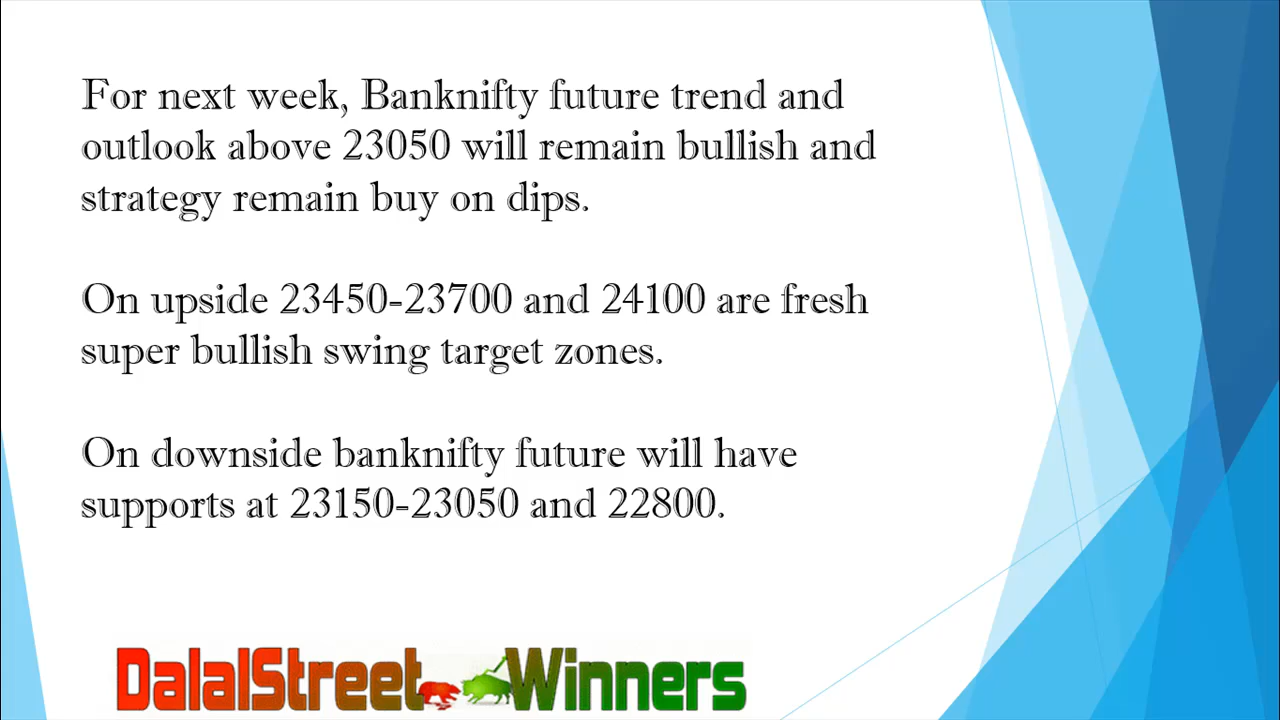 For next week, Banknifty future trend and
outlook above 23050 will remain bullish and
strategy remain buy on dips.
On upside 23450-23700 and 24100 are fresh
super bullish swing target zones.
On downside banknifty future will have
supports at 23150-23050 and 22800.
DalalStreet Winners